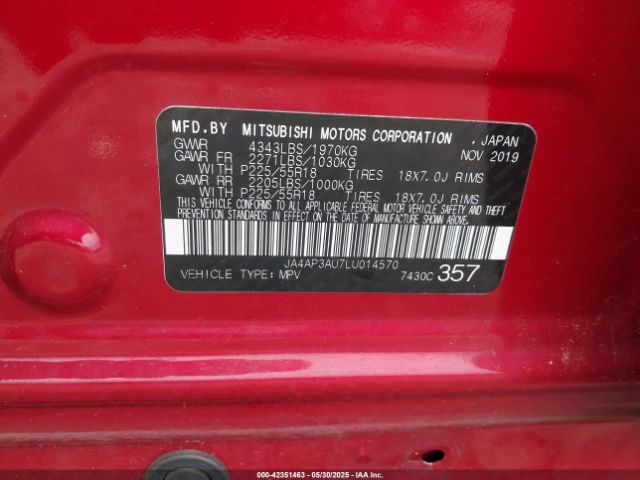 MFD.BY MITSUBISHI MOTORS CORPORATION , JAPAN
GVWR 4343LBS/1970KG NOV 2019
GAWR FR 2271LBS/1030KG
WITH P225/55R18 TIRES 18X7.0J RIMS
GAWR RR 2205LBS/1000KG
WITH P225/55R18 TIRES 18X7.0J RIMS
THIS VEHICLE CONFORMS TO ALL APPLICABLE FEDERAL MOTOR VEHICLE SAFETY AND THEFT
PREVENTION STANDARDS IN EFFECT ON THE DATE OF MANUFACTURE SHOWN ABOVE.
JA4AP3AU7LU014570
VEHICLE TYPE: MPV 7430C 357
000-42351463 - 05/30/2025 - IAAI.COM